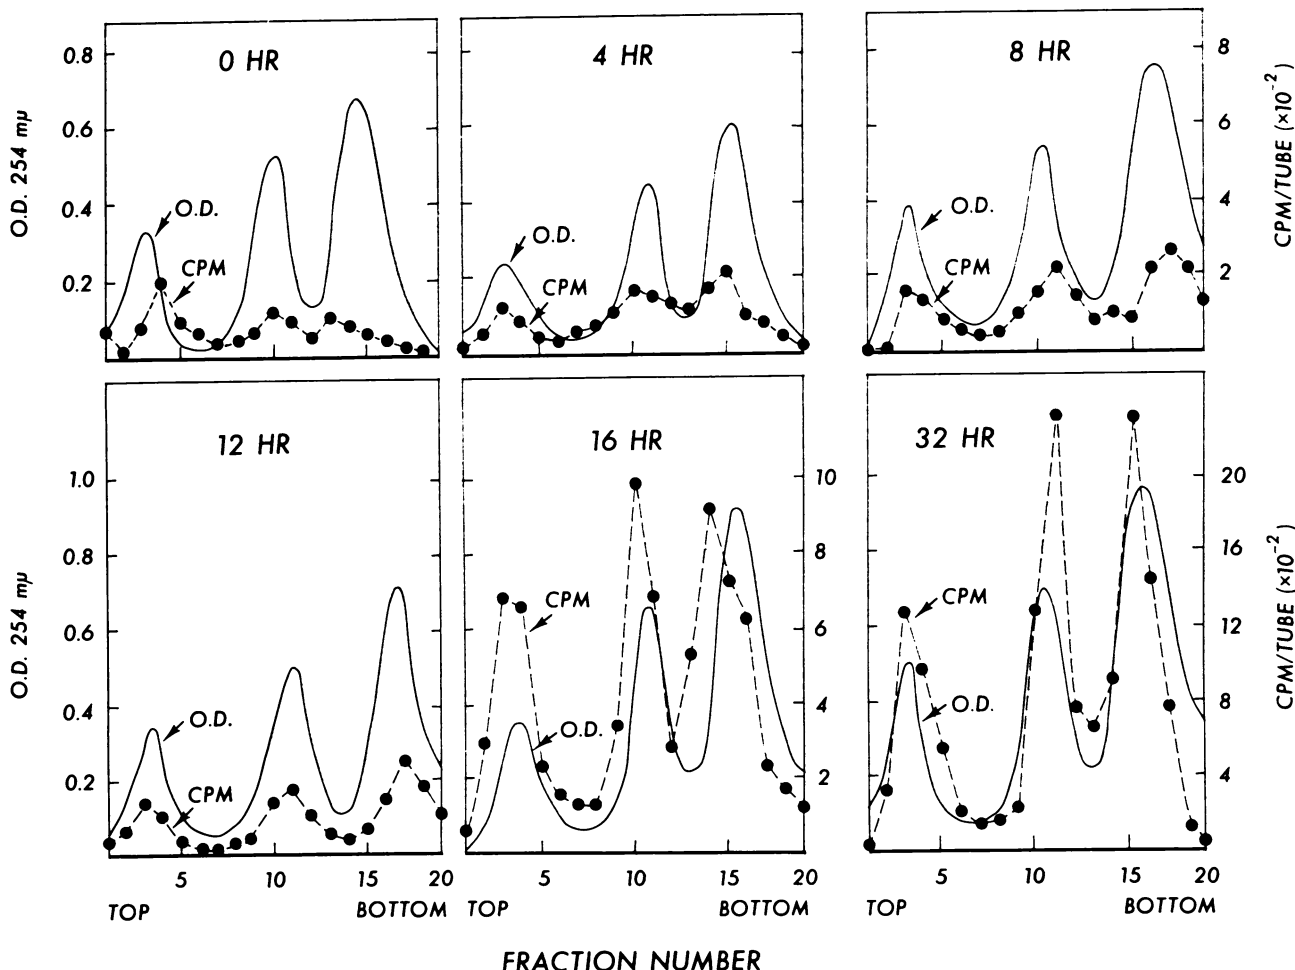 0 HR
4 HR
8 HR
0.8
0.6
0.4
0.2
O.D. 254 mμ
O.D.
CPM
O.D.
CPM
O.D.
CPM
8
6
4
2
CPM/TUBE (×10⁻²)
12 HR
16 HR
32 HR
1.0
0.8
0.6
0.4
0.2
O.D. 254 mμ
O.D.
CPM
CPM
O.D.
10
8
6
4
2
CPM
O.D.
20
16
12
8
4
CPM/TUBE (×10⁻²)
5 10 15 20
5 10 15 20
5 10 15 20
TOP BOTTOM
TOP BOTTOM
TOP BOTTOM
FRACTION NUMBER